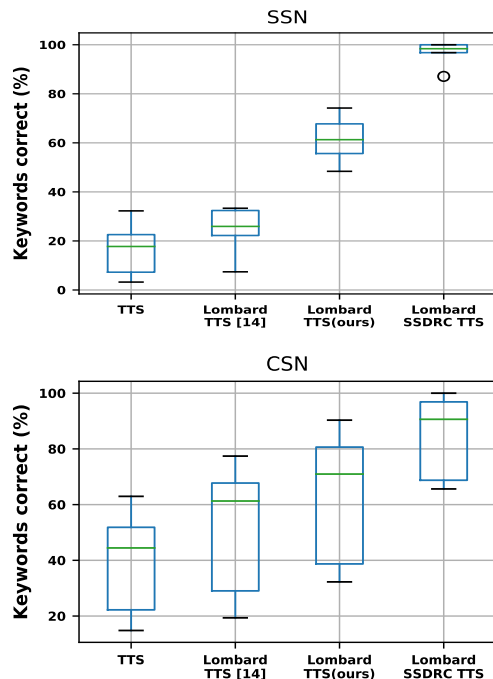 SSN
Keywords correct (%)
100
80
60
40
20
0
TTS
Lombard
TTS [14]
Lombard
TTS(ours)
Lombard
SSDRC TTS
CSN
Keywords correct (%)
100
80
60
40
20
TTS
Lombard
TTS [14]
Lombard
TTS(ours)
Lombard
SSDRC TTS